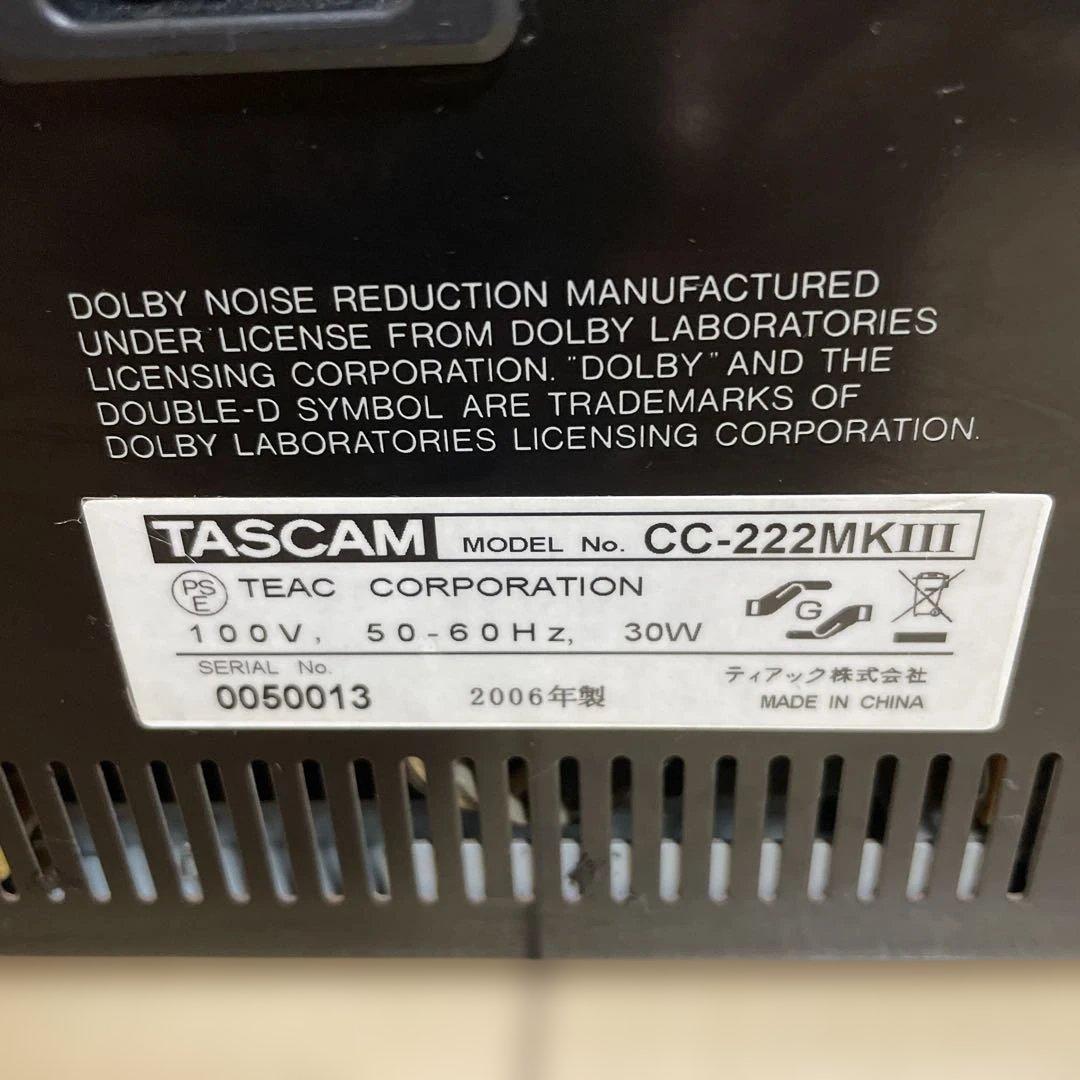 DOLBY NOISE REDUCTION MANUFACTURED
UNDER LICENSE FROM DOLBY LABORATORIES
LICENSING CORPORATION. "DOLBY" AND THE
DOUBLE-D SYMBOL ARE TRADEMARKS OF
DOLBY LABORATORIES LICENSING CORPORATION.
TASCAM MODEL No. CC-222MKIII
PSE TEAC CORPORATION
G
100V, 50-60Hz, 30W
SERIAL No.
0050013
2006年製
ティアック株式会社
MADE IN CHINA